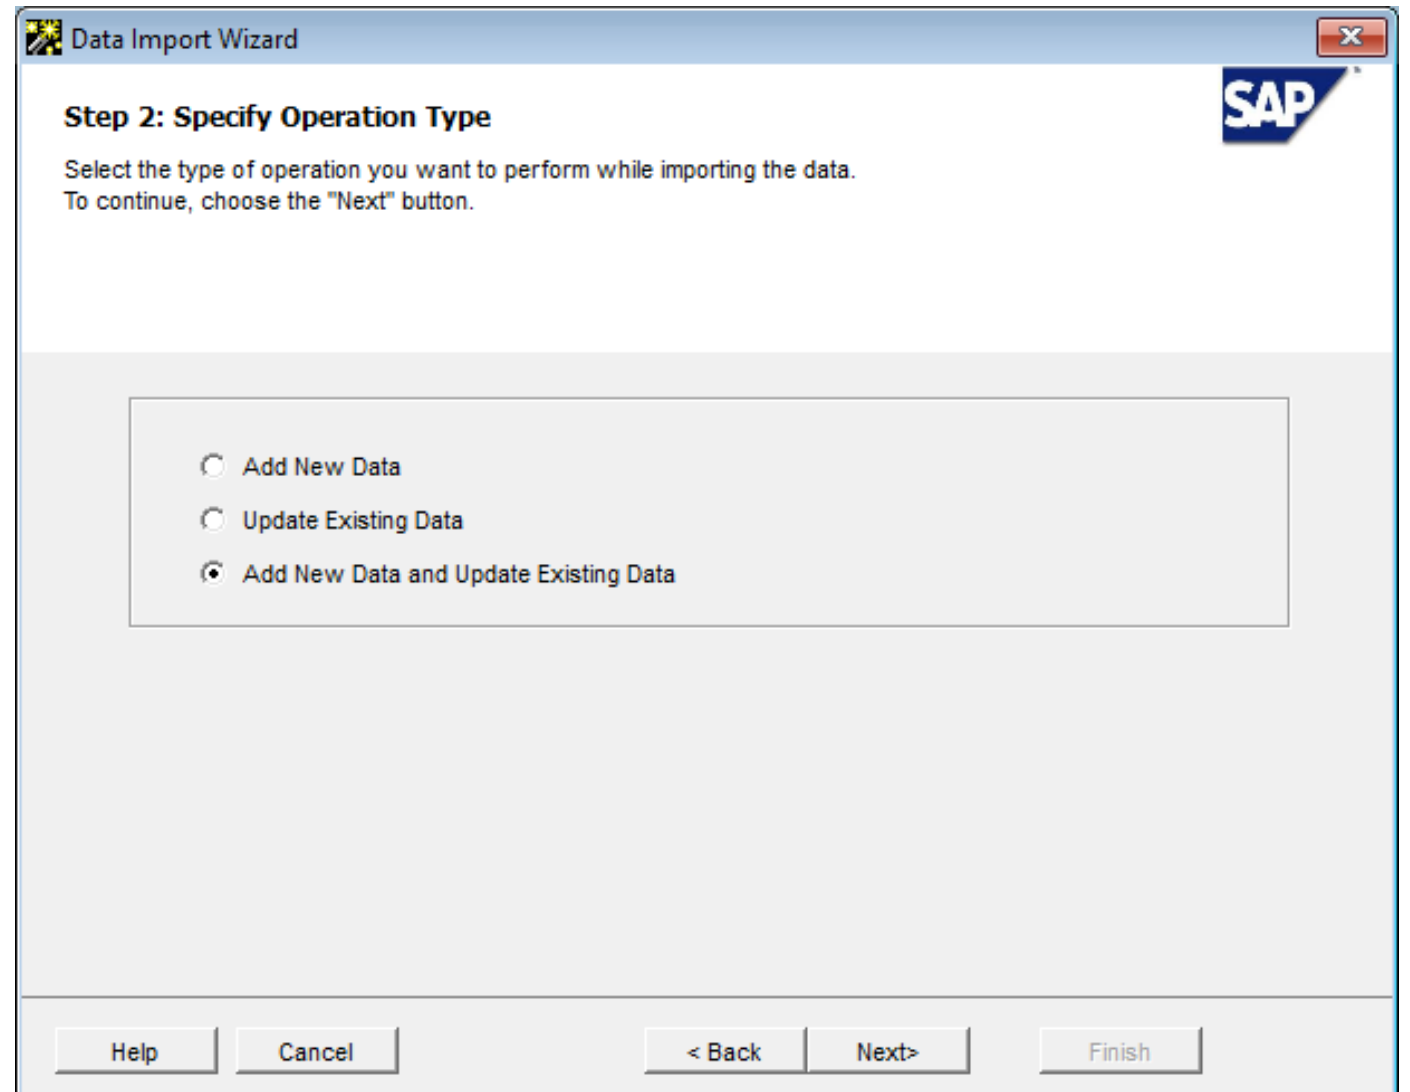 Data Import Wizard
SAP
Step 2: Specify Operation Type
Select the type of operation you want to perform while importing the data.
To continue, choose the "Next" button.
Add New Data
Update Existing Data
Add New Data and Update Existing Data
Help
Cancel
< Back
Next>
Finish